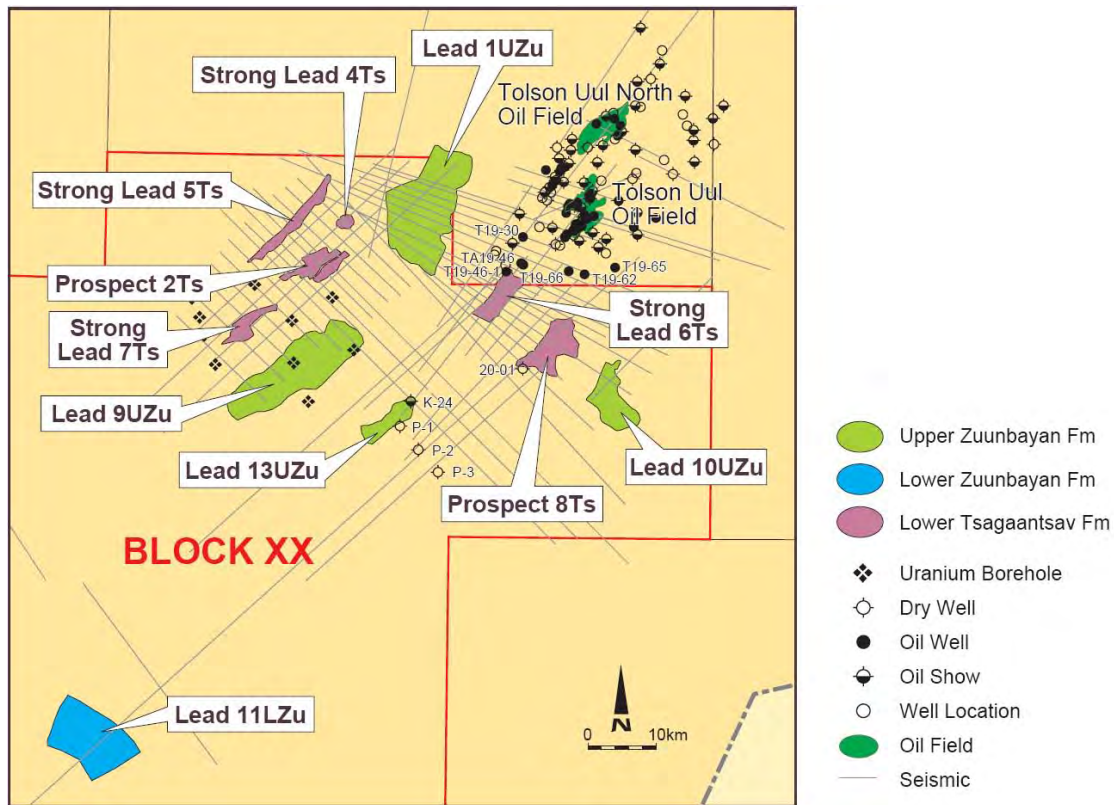 Lead 1UZu
Strong Lead 4Ts
Tolson Uul North
Oil Field
Strong Lead 5Ts
Tolson Uul
Oil Field
T19-30
TA19-46
T19-46-1
T19-66
T19-62
T19-65
Prospect 2Ts
Strong
Lead 6Ts
Strong
Lead 7Ts
20-01
Lead 9UZu
K-24
P-1
P-2
P-3
Lead 13UZu
Lead 10UZu
Prospect 8Ts
BLOCK XX
Lead 11LZu
N
0
10km
Upper Zuunbayan Fm
Lower Zuunbayan Fm
Lower Tsagaantsav Fm
Uranium Borehole
Dry Well
Oil Well
Oil Show
Well Location
Oil Field
Seismic